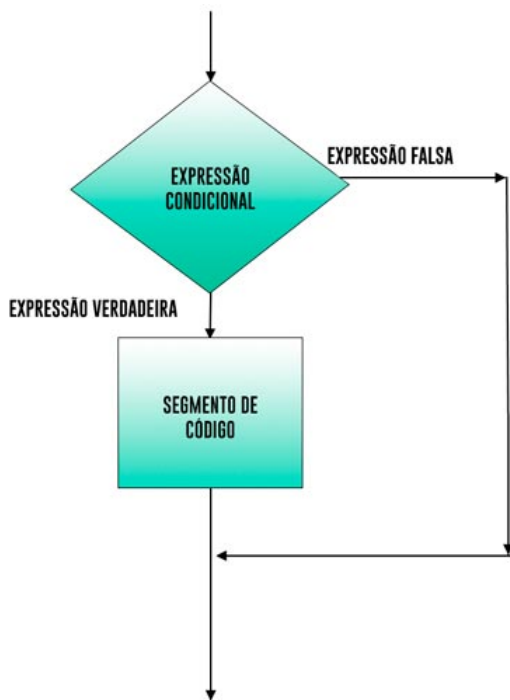 EXPRESSÃO
CONDICIONAL
EXPRESSÃO FALSA
EXPRESSÃO VERDADEIRA
SEGMENTO DE
CÓDIGO